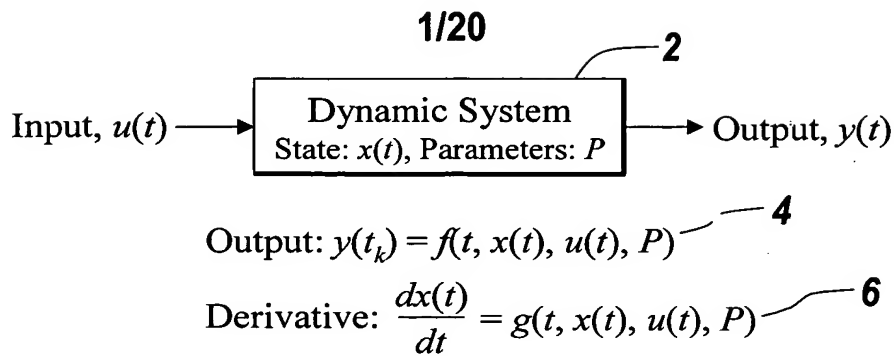 1/20
2
Input, u(t)
Dynamic System
State: x(t), Parameters: P
Output, y(t)
Output: y(t_k) = f(t, x(t), u(t), P)
4
Derivative: dx(t)/dt = g(t, x(t), u(t), P)
6